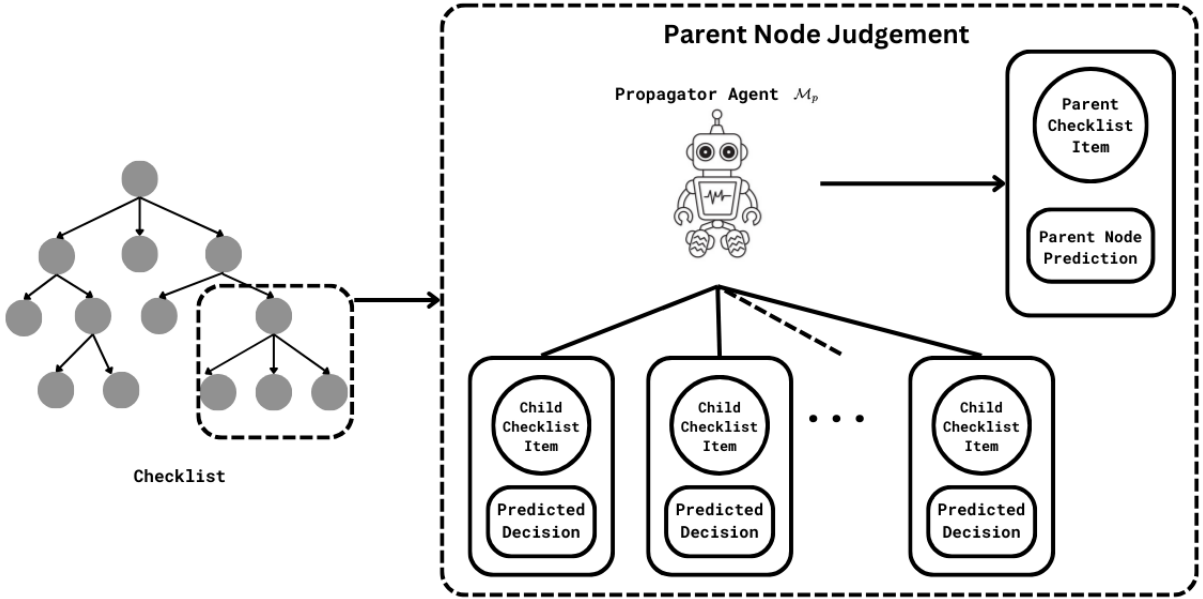 Parent Node Judgement
Propagator Agent ℳₚ
Parent
Checklist
Item
Parent Node
Prediction
Checklist
Child
Checklist
Item
Predicted
Decision
Child
Checklist
Item
Predicted
Decision
...
Child
Checklist
Item
Predicted
Decision